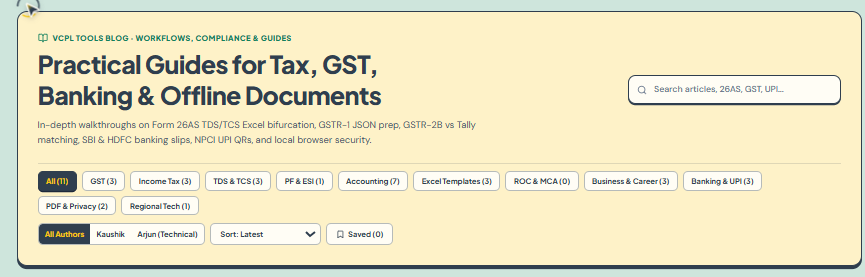 VCPL TOOLS BLOG · WORKFLOWS, COMPLIANCE & GUIDES
Practical Guides for Tax, GST,
Banking & Offline Documents
Search articles, 26AS, GST, UPI...
In-depth walkthroughs on Form 26AS TDS/TCS Excel bifurcation, GSTR-1 JSON prep, GSTR-2B vs Tally
matching, SBI & HDFC banking slips, NPCI UPI QRs, and local browser security.
All (11) GST (3) Income Tax (3) TDS & TCS (3) PF & ESI (1) Accounting (7) Excel Templates (3) ROC & MCA (0) Business & Career (3) Banking & UPI (3)
PDF & Privacy (2) Regional Tech (1)
All Authors Kaushik Arjun (Technical) Sort: Latest Saved (0)